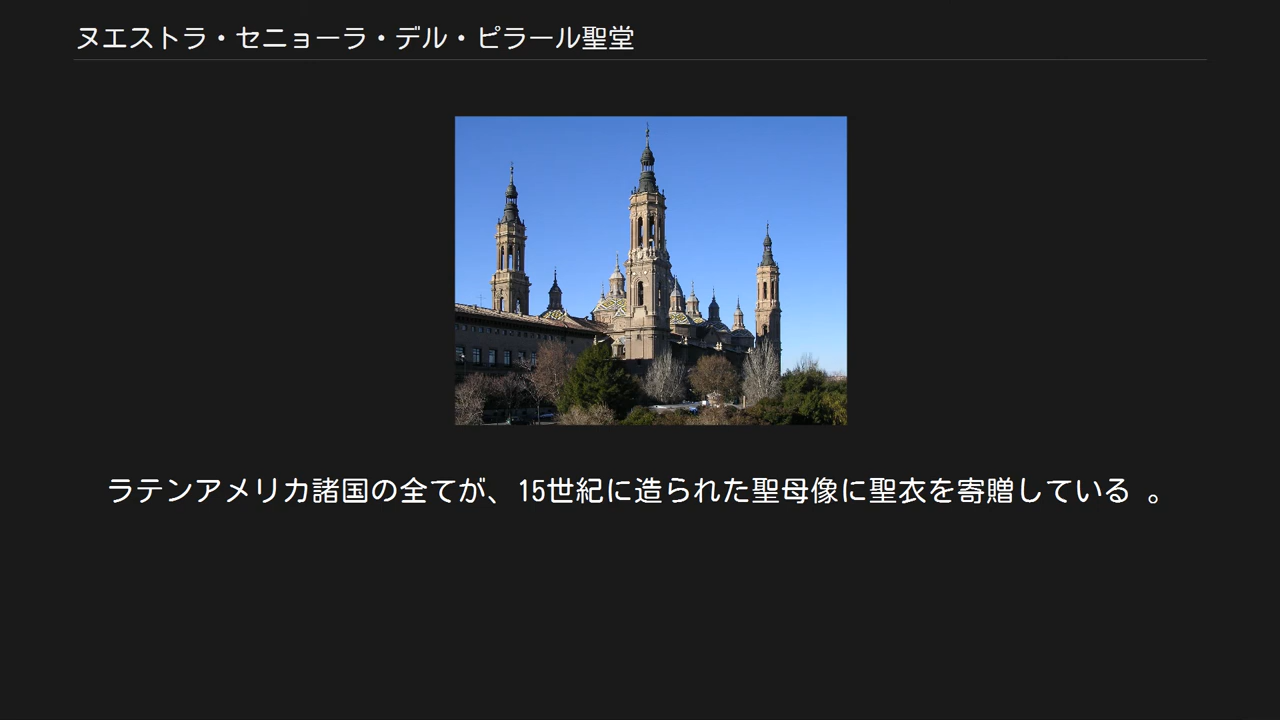 ヌエストラ・セニョーラ・デル・ピラール聖堂
ラテンアメリカ諸国の全てが、15世紀に造られた聖母像に聖衣を寄贈している 。